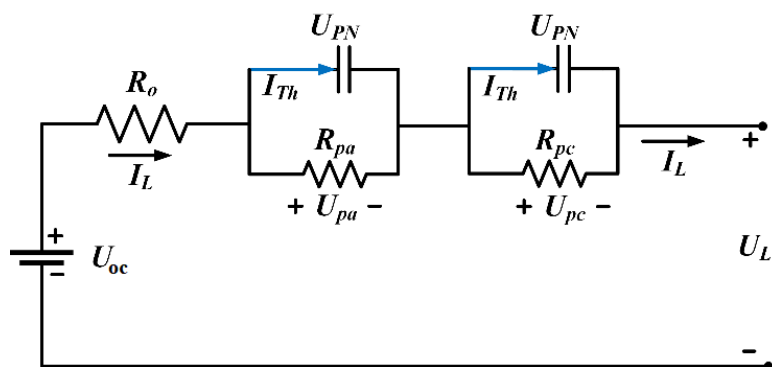 U_PN U_PN
R_o I_Th I_Th
R_pa R_pc
I_L I_L +
+ U_pa - + U_pc -
+ U_oc U_L
-
-